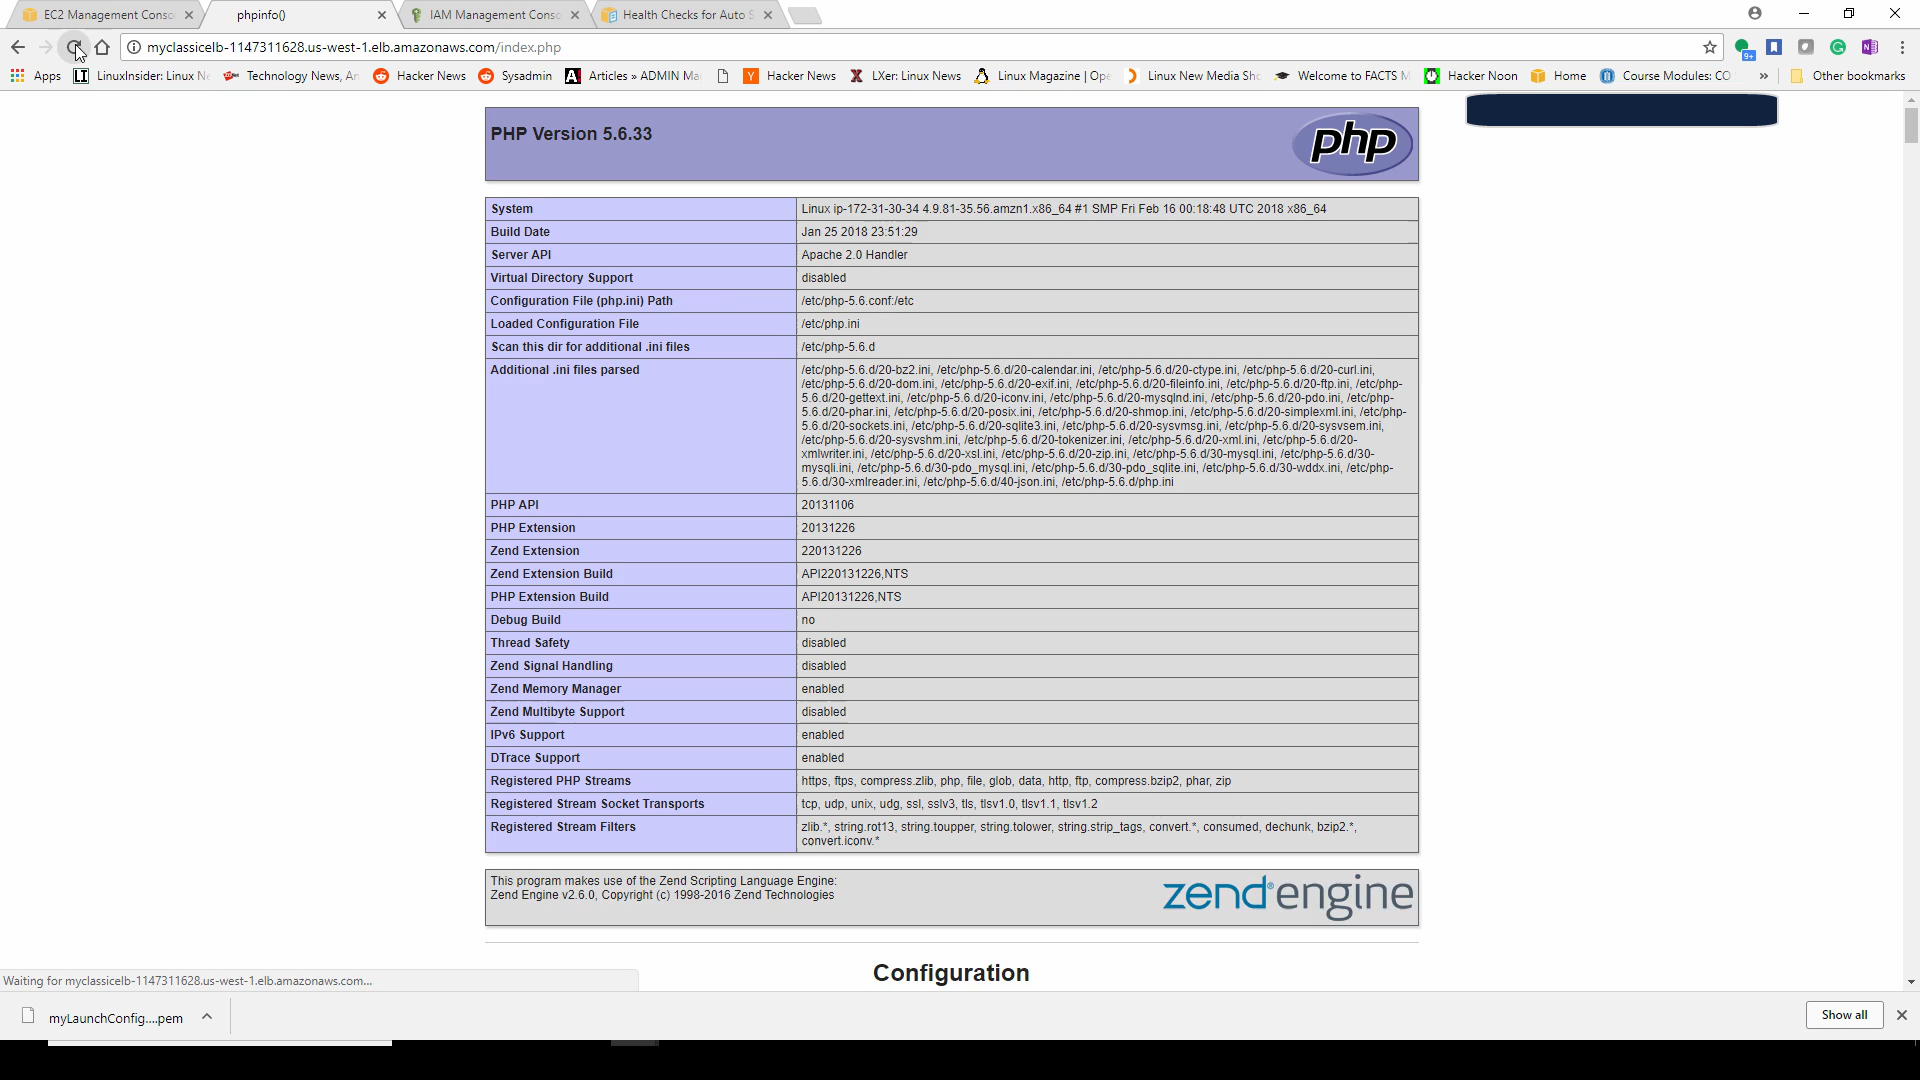 EC2 Management Conso
phpinfo()
IAM Management Conso
Health Checks for Auto S
myclassicelb-1147311628.us-west-1.elb.amazonaws.com/index.php
9+
Apps
LI
LinuxInsider: Linux N
Technology News, An
Hacker News
Sysadmin
A
Articles » ADMIN Ma
Y
Hacker News
X
LXer: Linux News
Linux Magazine | Ope
Linux New Media Sho
Welcome to FACTS M
Hacker Noon
Home
Course Modules: CO
»
Other bookmarks
PHP Version 5.6.33
php
System
Linux ip-172-31-30-34 4.9.81-35.56.amzn1.x86_64 #1 SMP Fri Feb 16 00:18:48 UTC 2018 x86_64
Build Date
Jan 25 2018 23:51:29
Server API
Apache 2.0 Handler
Virtual Directory Support
disabled
Configuration File (php.ini) Path
/etc/php-5.6.conf:/etc
Loaded Configuration File
/etc/php.ini
Scan this dir for additional .ini files
/etc/php-5.6.d
Additional .ini files parsed
/etc/php-5.6.d/20-bz2.ini, /etc/php-5.6.d/20-calendar.ini, /etc/php-5.6.d/20-ctype.ini, /etc/php-5.6.d/20-curl.ini,
/etc/php-5.6.d/20-dom.ini, /etc/php-5.6.d/20-exif.ini, /etc/php-5.6.d/20-fileinfo.ini, /etc/php-5.6.d/20-ftp.ini, /etc/php-
5.6.d/20-gettext.ini, /etc/php-5.6.d/20-iconv.ini, /etc/php-5.6.d/20-mysqlnd.ini, /etc/php-5.6.d/20-pdo.ini, /etc/php-
5.6.d/20-phar.ini, /etc/php-5.6.d/20-posix.ini, /etc/php-5.6.d/20-shmop.ini, /etc/php-5.6.d/20-simplexml.ini, /etc/php-
5.6.d/20-sockets.ini, /etc/php-5.6.d/20-sqlite3.ini, /etc/php-5.6.d/20-sysvmsg.ini, /etc/php-5.6.d/20-sysvsem.ini,
/etc/php-5.6.d/20-sysvshm.ini, /etc/php-5.6.d/20-tokenizer.ini, /etc/php-5.6.d/20-xml.ini, /etc/php-5.6.d/20-
xmlwriter.ini, /etc/php-5.6.d/20-xsl.ini, /etc/php-5.6.d/20-zip.ini, /etc/php-5.6.d/30-mysql.ini, /etc/php-5.6.d/30-
mysqli.ini, /etc/php-5.6.d/30-pdo_mysql.ini, /etc/php-5.6.d/30-pdo_sqlite.ini, /etc/php-5.6.d/30-wddx.ini, /etc/php-
5.6.d/30-xmlreader.ini, /etc/php-5.6.d/40-json.ini, /etc/php-5.6.d/php.ini
PHP API
20131106
PHP Extension
20131226
Zend Extension
220131226
Zend Extension Build
API220131226,NTS
PHP Extension Build
API20131226,NTS
Debug Build
no
Thread Safety
disabled
Zend Signal Handling
disabled
Zend Memory Manager
enabled
Zend Multibyte Support
disabled
IPv6 Support
enabled
DTrace Support
enabled
Registered PHP Streams
https, ftps, compress.zlib, php, file, glob, data, http, ftp, compress.bzip2, phar, zip
Registered Stream Socket Transports
tcp, udp, unix, udg, ssl, sslv3, tls, tlsv1.0, tlsv1.1, tlsv1.2
Registered Stream Filters
zlib.*, string.rot13, string.toupper, string.tolower, string.strip_tags, convert.*, consumed, dechunk, bzip2.*,
convert.iconv.*
This program makes use of the Zend Scripting Language Engine:
Zend Engine v2.6.0, Copyright (c) 1998-2016 Zend Technologies
zend®engine
Configuration
Waiting for myclassicelb-1147311628.us-west-1.elb.amazonaws.com...
myLaunchConfig....pem
Show all